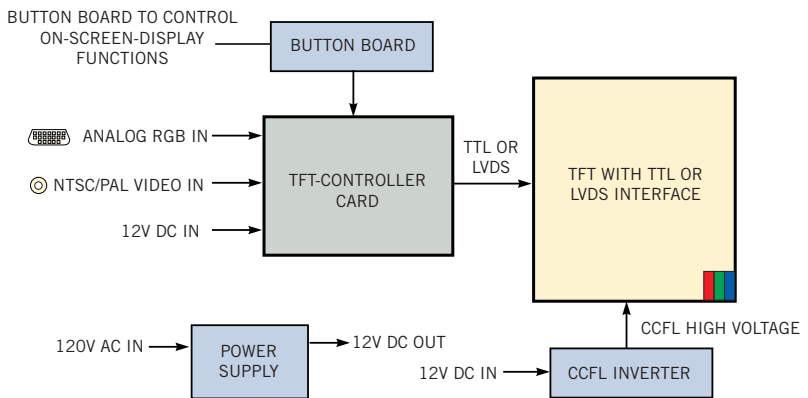 BUTTON BOARD TO CONTROL
ON-SCREEN-DISPLAY
FUNCTIONS
BUTTON BOARD
ANALOG RGB IN
NTSC/PAL VIDEO IN
12V DC IN
TFT-CONTROLLER
CARD
TTL OR
LVDS
TFT WITH TTL OR
LVDS INTERFACE
120V AC IN
POWER
SUPPLY
12V DC OUT
CCFL HIGH VOLTAGE
12V DC IN
CCFL INVERTER